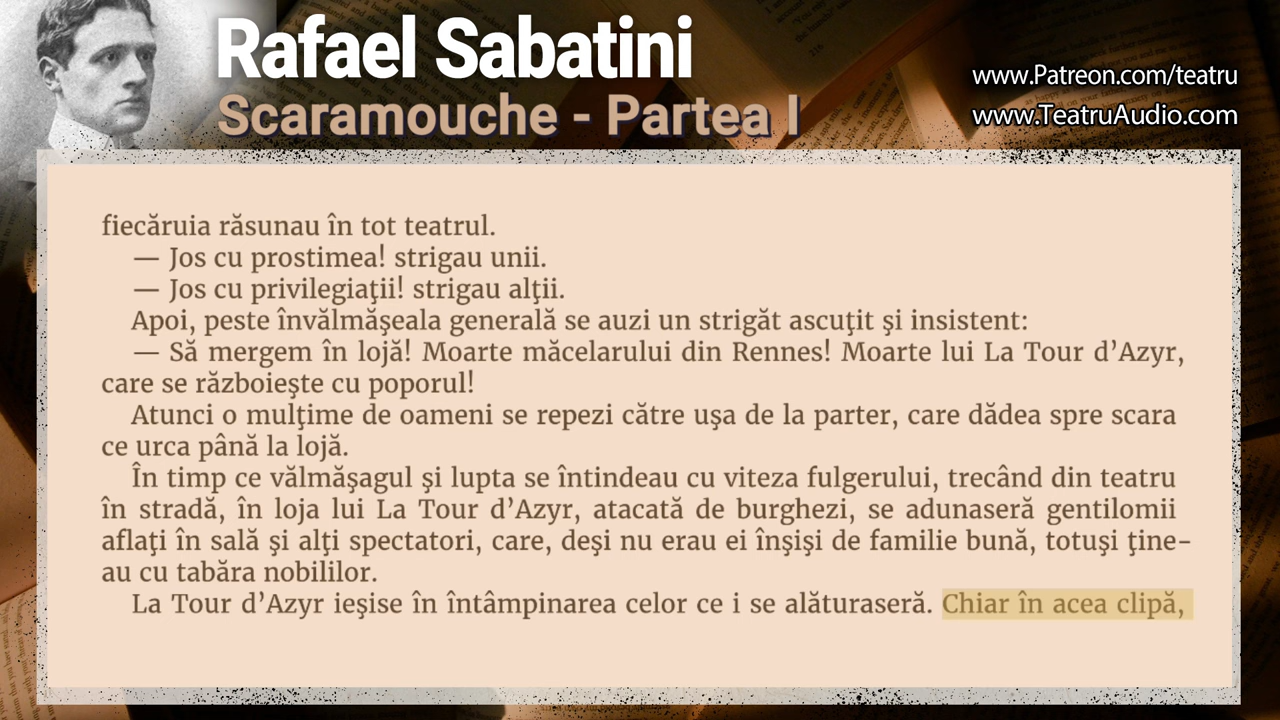 Rafael Sabatini
Scaramouche - Partea I
www.Patreon.com/teatru
www.TeatruAudio.com
fiecăruia răsunau în tot teatrul.
— Jos cu prostimea! strigau unii.
— Jos cu privilegiaţii! strigau alţii.
Apoi, peste învălmăşeala generală se auzi un strigăt ascuţit şi insistent:
— Să mergem în lojă! Moarte măcelarului din Rennes! Moarte lui La Tour d’Azyr,
care se războieşte cu poporul!
Atunci o mulţime de oameni se repezi către uşa de la parter, care dădea spre scara
ce urca până la lojă.
În timp ce vălmăşagul şi lupta se întindeau cu viteza fulgerului, trecând din teatru
în stradă, în loja lui La Tour d’Azyr, atacată de burghezi, se adunaseră gentilomii
aflaţi în sală şi alţi spectatori, care, deşi nu erau ei înşişi de familie bună, totuşi ţine-
au cu tabăra nobililor.
La Tour d’Azyr ieşise în întâmpinarea celor ce i se alăturaseră. Chiar în acea clipă,